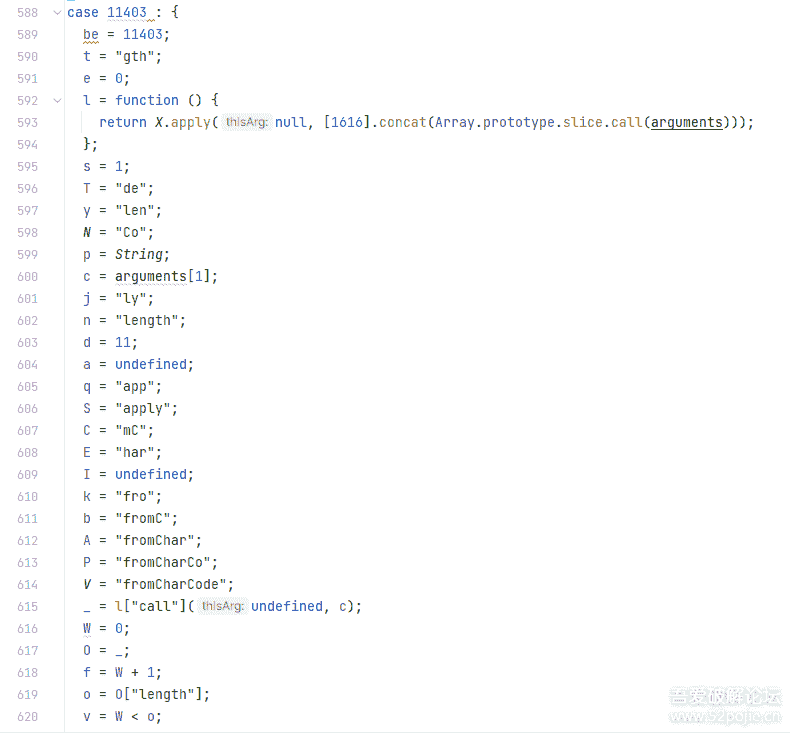 588 case 11403 : {
589 be = 11403;
590 t = "gth";
591 e = 0;
592 l = function () {
593 return X.apply( thisArg: null, [1616].concat(Array.prototype.slice.call(arguments)));
594 };
595 s = 1;
596 T = "de";
597 y = "len";
598 N = "Co";
599 p = String;
600 c = arguments[1];
601 j = "ly";
602 n = "length";
603 d = 11;
604 a = undefined;
605 q = "app";
606 S = "apply";
607 C = "mC";
608 E = "har";
609 I = undefined;
610 k = "fro";
611 b = "fromC";
612 A = "fromChar";
613 P = "fromCharCo";
614 V = "fromCharCode";
615 _ = l["call"]( thisArg: undefined, c);
616 W = 0;
617 O = _;
618 f = W + 1;
619 o = O["length"];
620 v = W < o;
吾爱破解论坛
www.52pojie.cn